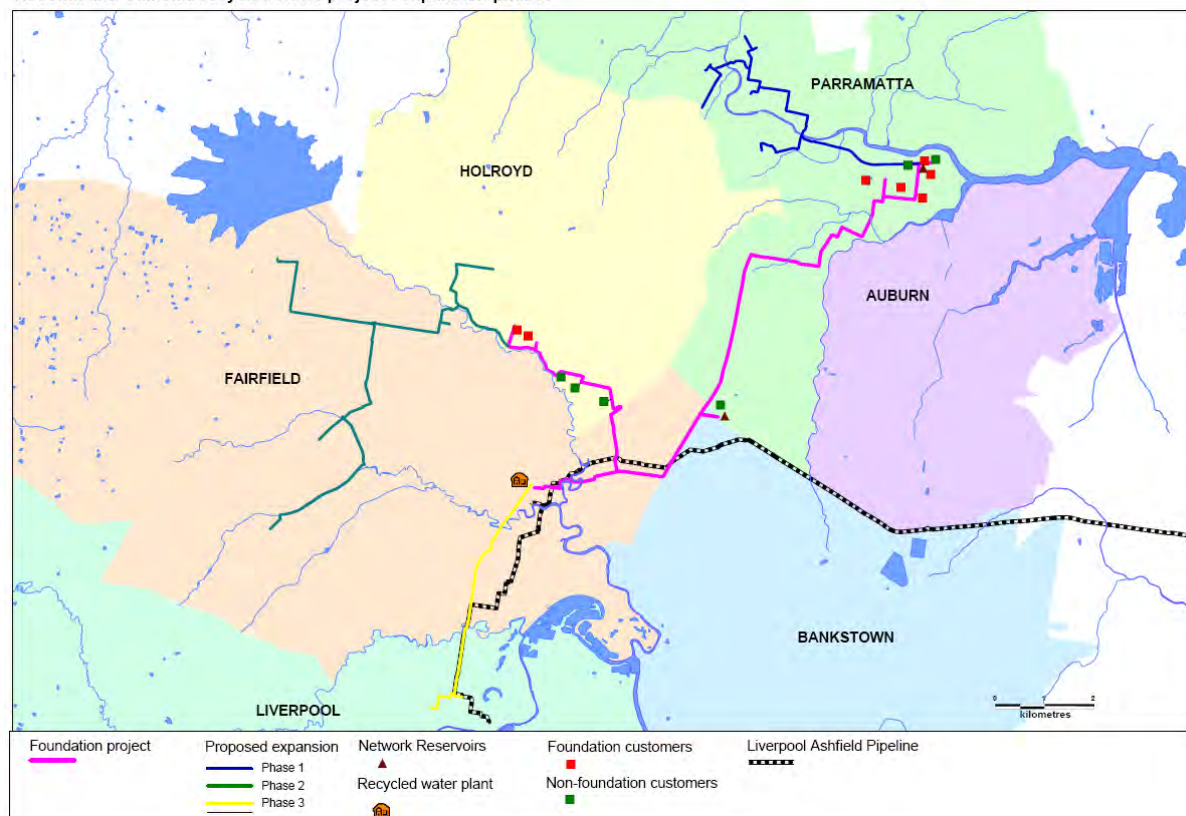 PARRAMATTA
HOLROYD
AUBURN
FAIRFIELD
BANKSTOWN
LIVERPOOL
0 1 2
kilometres
Foundation project
Proposed expansion
Phase 1
Phase 2
Phase 3
Network Reservoirs
Recycled water plant
Foundation customers
Non-foundation customers
Liverpool Ashfield Pipeline